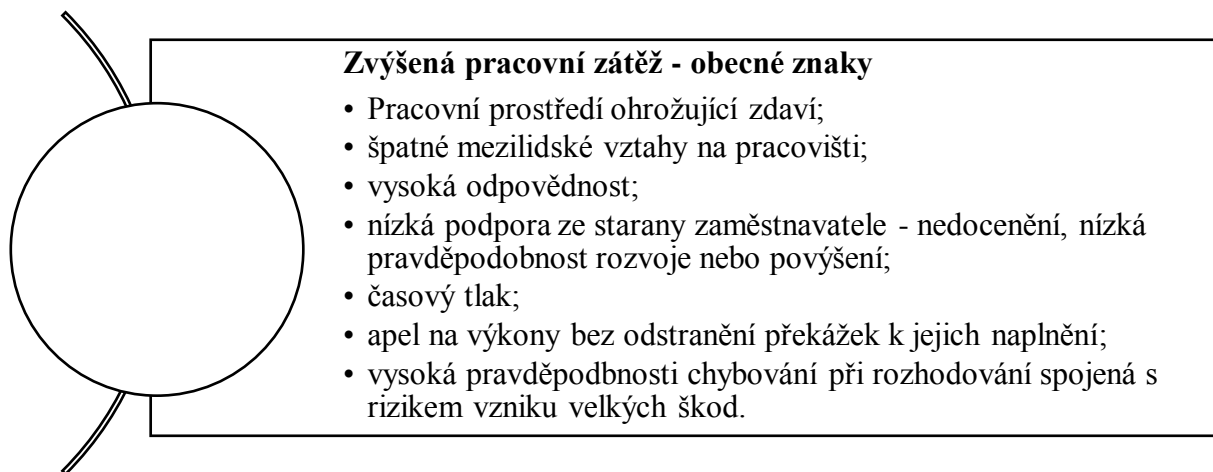 Zvýšená pracovní zátěž - obecné znaky
• Pracovní prostředí ohrožující zdaví;
• špatné mezilidské vztahy na pracovišti;
• vysoká odpovědnost;
• nízká podpora ze starany zaměstnavatele - nedocenění, nízká
pravděpodobnost rozvoje nebo povýšení;
• časový tlak;
• apel na výkony bez odstranění překážek k jejich naplnění;
• vysoká pravděpodbnosti chybování při rozhodování spojená s
rizikem vzniku velkých škod.